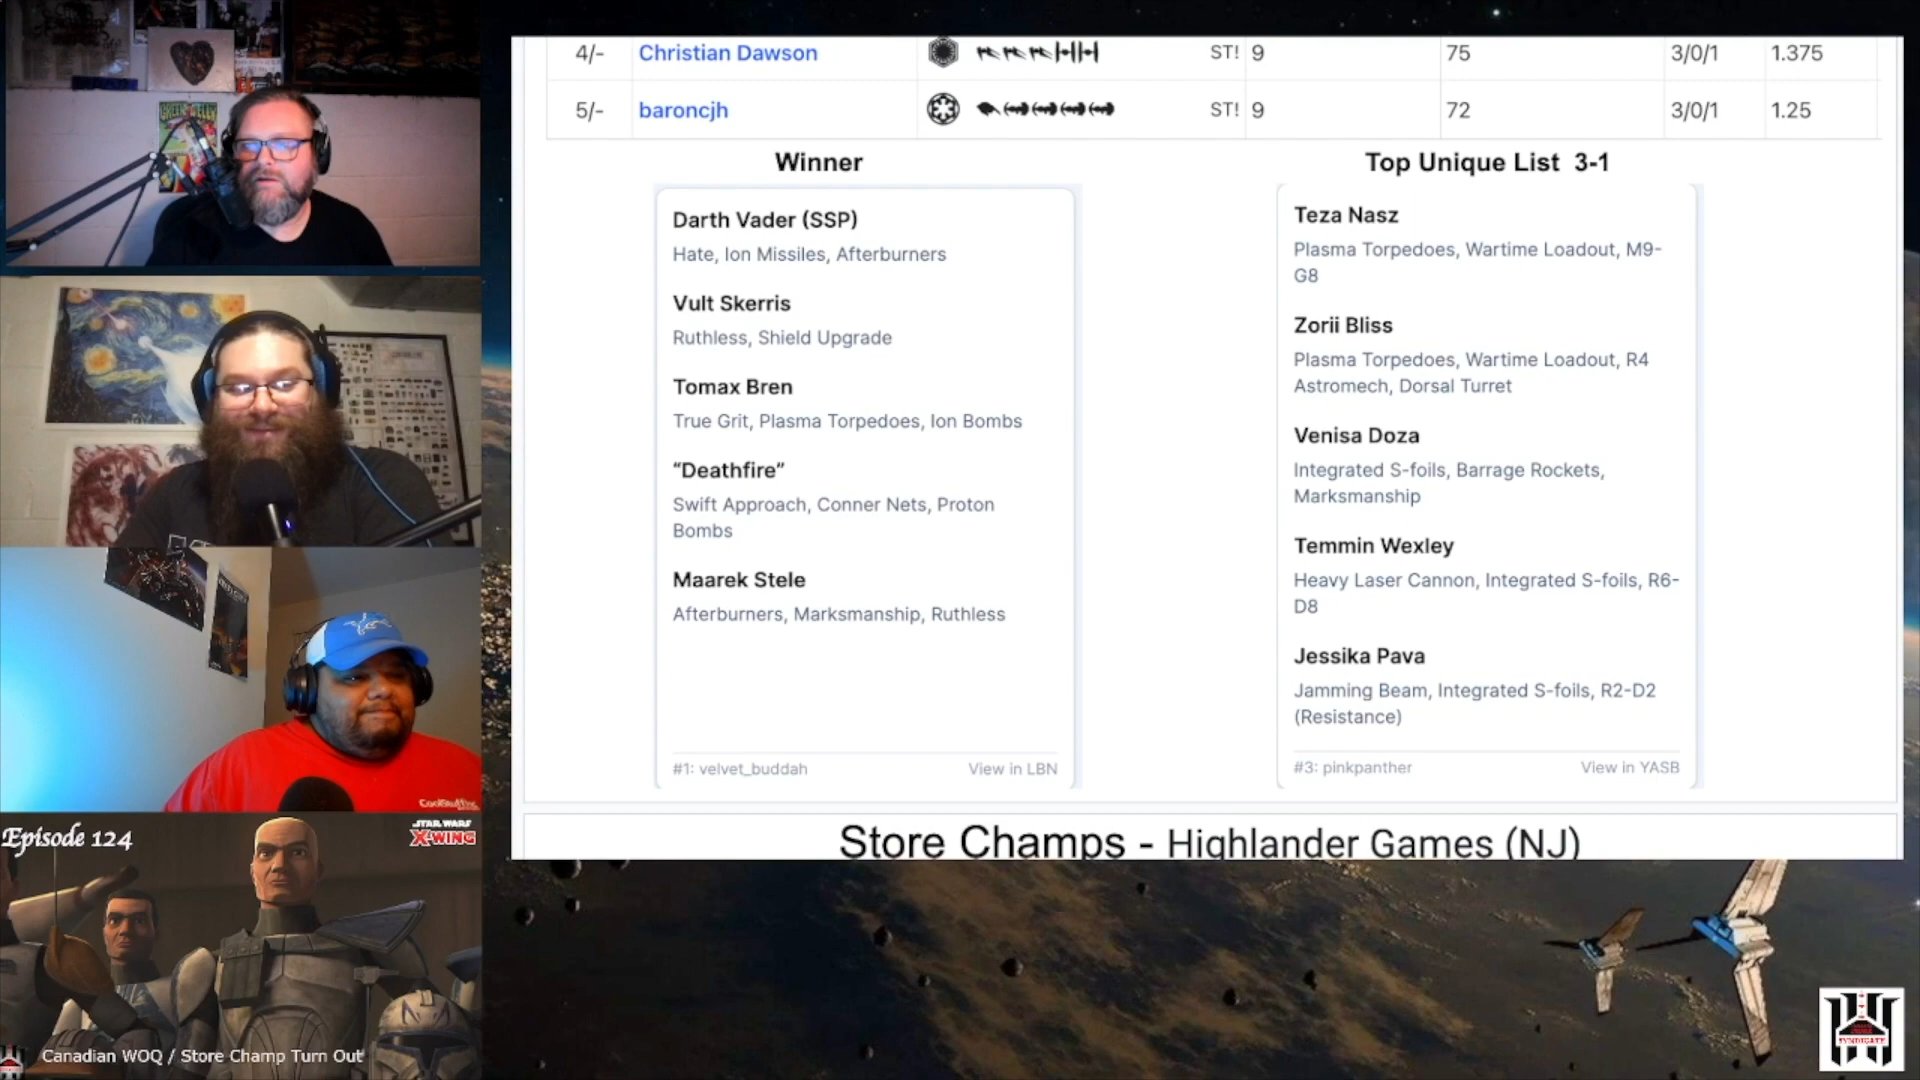 4/- Christian Dawson ST! 9 75 3/0/1 1.375
5/- baroncjh ST! 9 72 3/0/1 1.25
Winner
Darth Vader (SSP)
Hate, Ion Missiles, Afterburners
Vult Skerris
Ruthless, Shield Upgrade
Tomax Bren
True Grit, Plasma Torpedoes, Ion Bombs
“Deathfire”
Swift Approach, Conner Nets, Proton
Bombs
Maarek Stele
Afterburners, Marksmanship, Ruthless
#1: velvet_buddah View in LBN
Top Unique List 3-1
Teza Nasz
Plasma Torpedoes, Wartime Loadout, M9-
G8
Zorii Bliss
Plasma Torpedoes, Wartime Loadout, R4
Astromech, Dorsal Turret
Venisa Doza
Integrated S-foils, Barrage Rockets,
Marksmanship
Temmin Wexley
Heavy Laser Cannon, Integrated S-foils, R6-
D8
Jessika Pava
Jamming Beam, Integrated S-foils, R2-D2
(Resistance)
#3: pinkpanther View in YASB
Store Champs - Highlander Games (NJ)
Episode 124
STAR WARS
X-WING
Canadian WOQ / Store Champ Turn Out
SYNDICATE